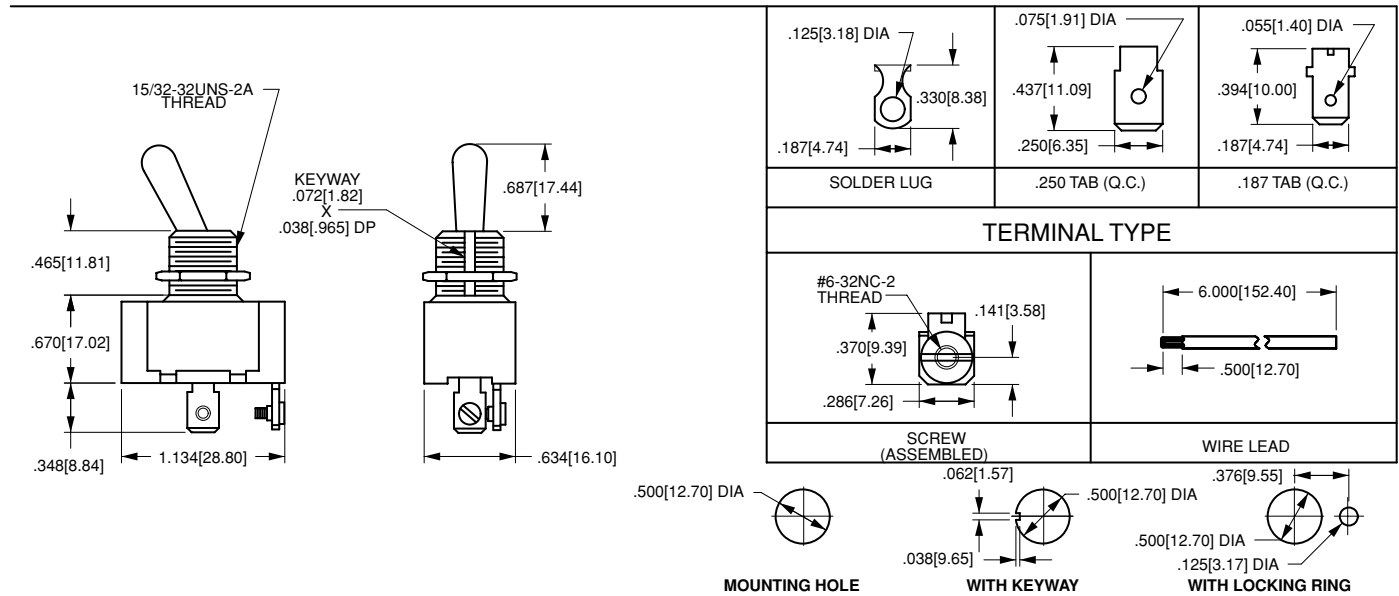 15/32-32UNS-2A
THREAD
.465[11.81]
.670[17.02]
.348[8.84]
1.134[28.80]
KEYWAY
.072[1.82]
X
.038[.965] DP
.687[17.44]
.634[16.10]
.125[3.18] DIA
.330[8.38]
.187[4.74]
SOLDER LUG
.075[1.91] DIA
.437[11.09]
.250[6.35]
.250 TAB (Q.C.)
.055[1.40] DIA
.394[10.00]
.187[4.74]
.187 TAB (Q.C.)
TERMINAL TYPE
#6-32NC-2
THREAD
.141[3.58]
.370[9.39]
.286[7.26]
SCREW
(ASSEMBLED)
6.000[152.40]
.500[12.70]
WIRE LEAD
.500[12.70] DIA
MOUNTING HOLE
.062[1.57]
.500[12.70] DIA
.038[9.65]
WITH KEYWAY
.376[9.55]
.500[12.70] DIA
.125[3.17] DIA
WITH LOCKING RING